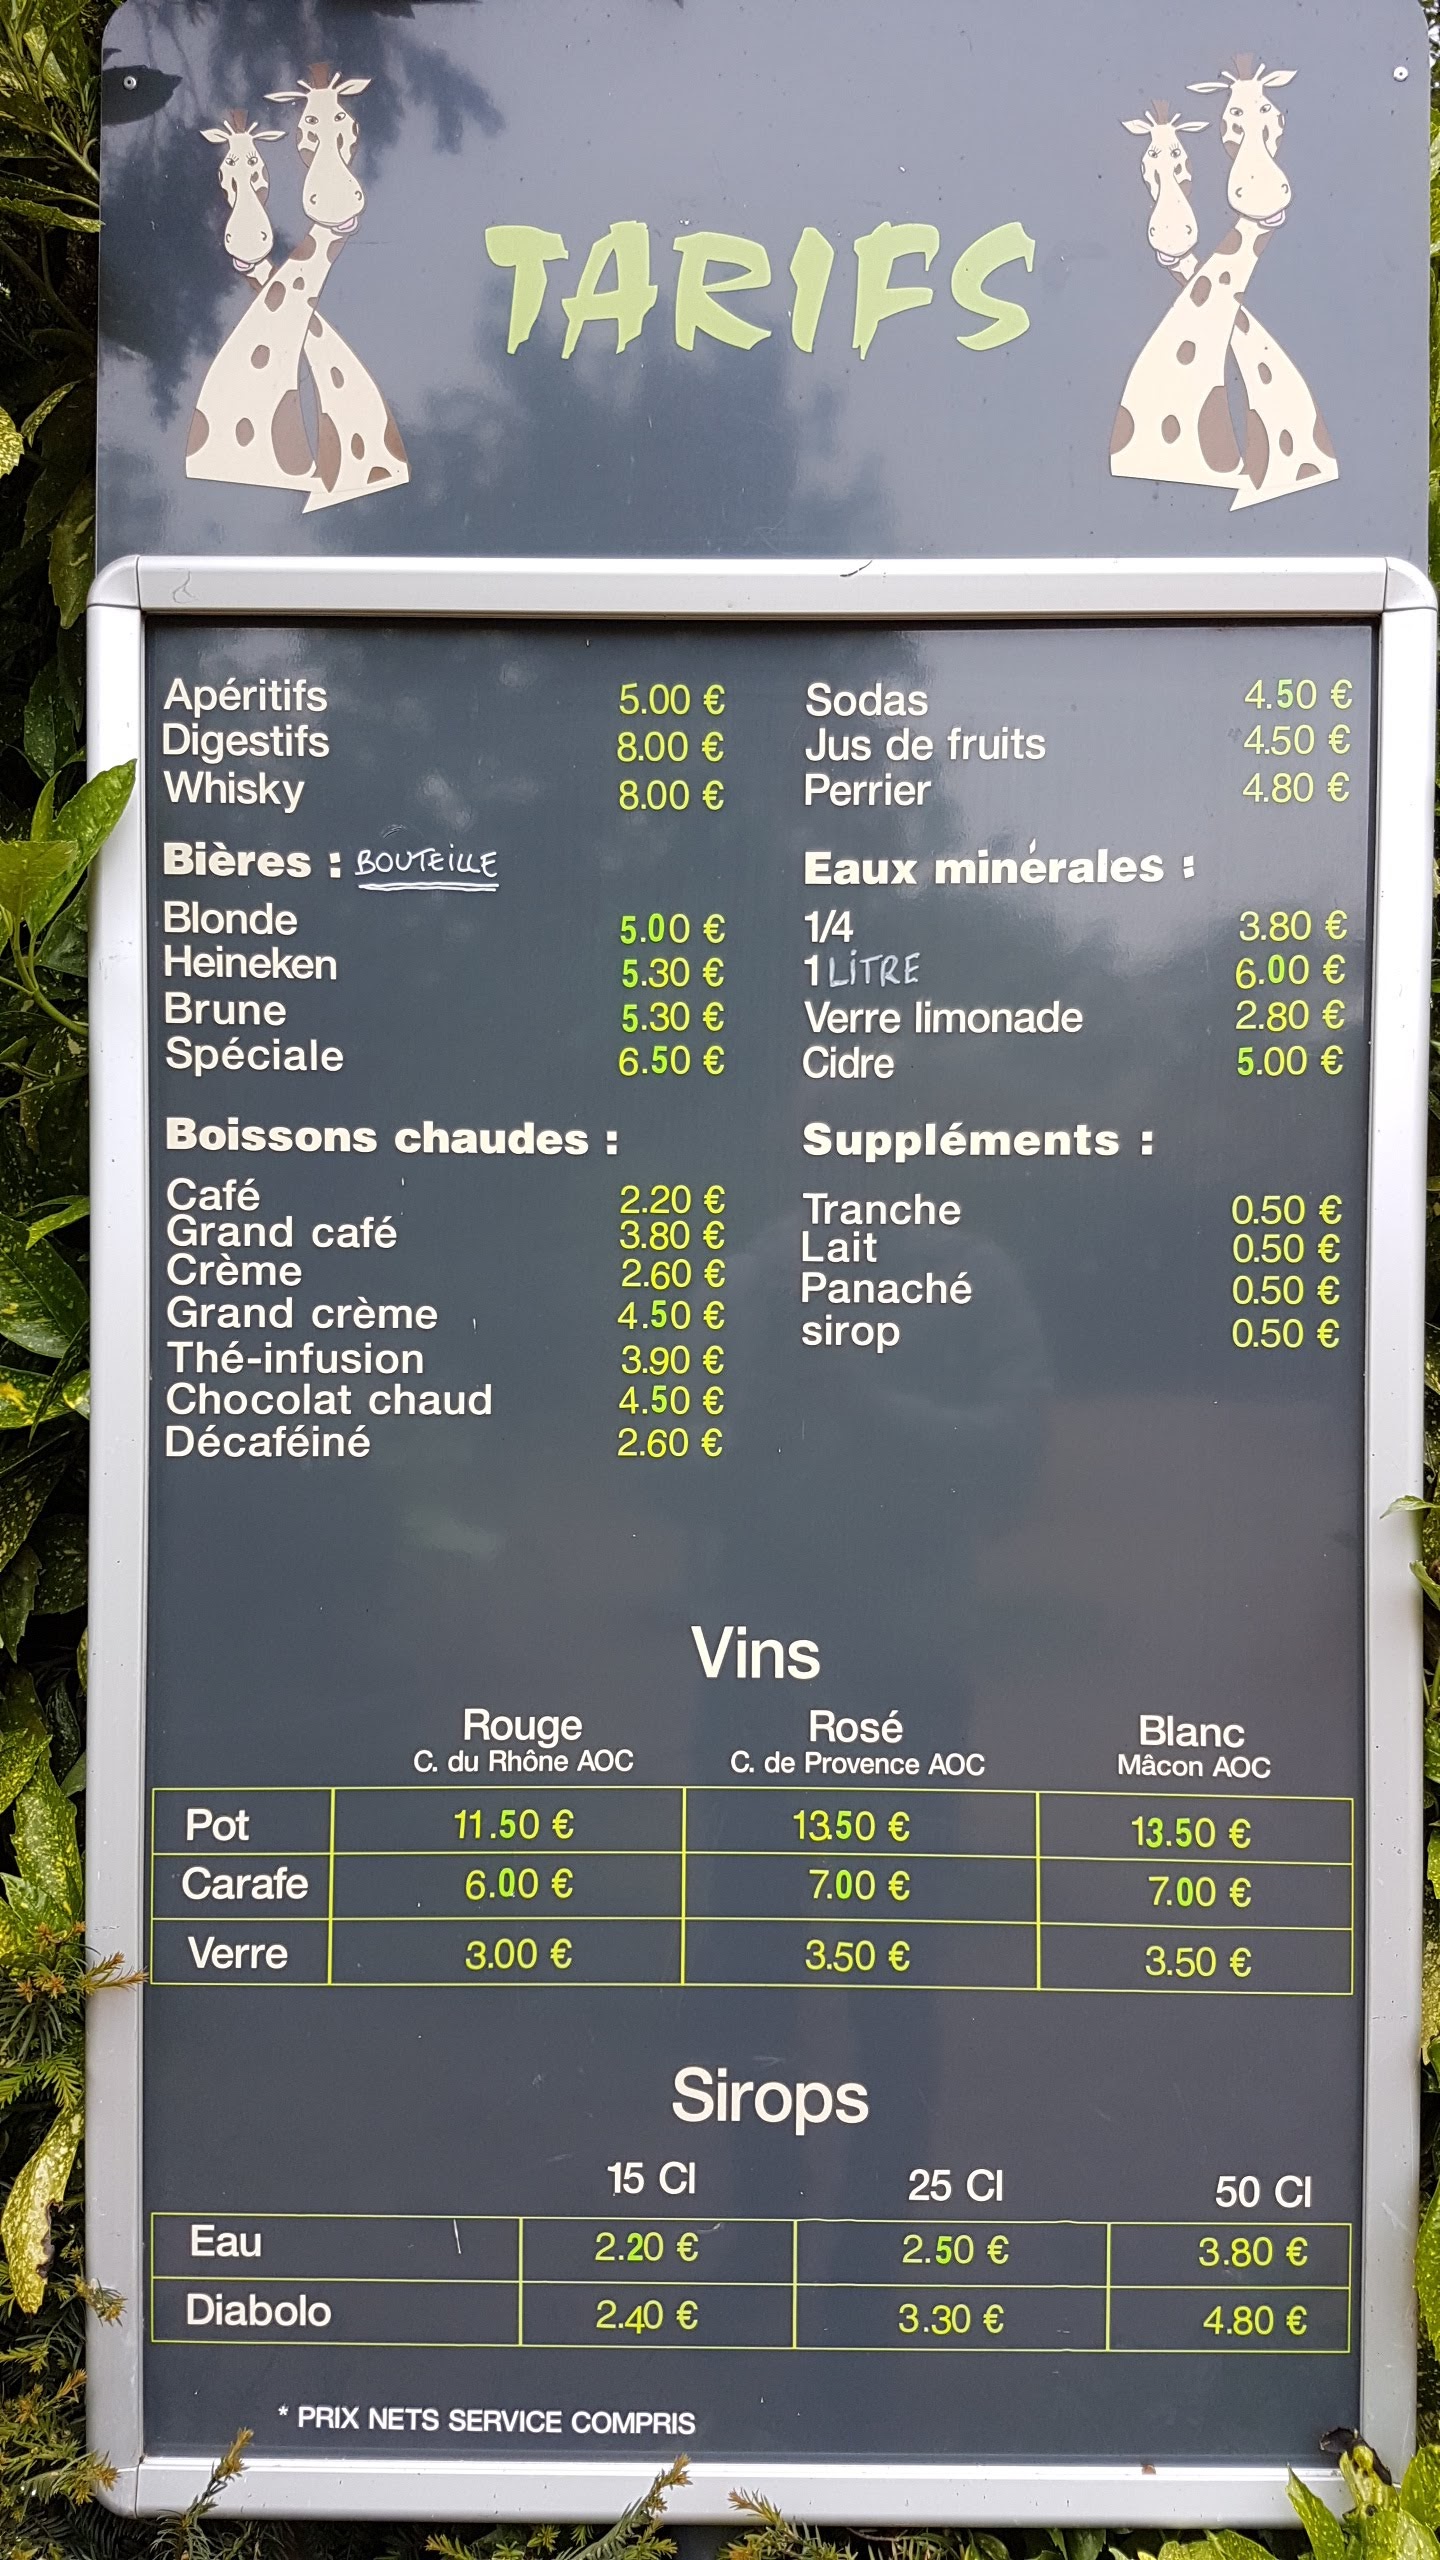 TARIFS
Apéritifs 5.00 €
Digestifs 8.00 €
Whisky 8.00 €
Bières : BOUTEILLE
Blonde 5.00 €
Heineken 5.30 €
Brune 5.30 €
Spéciale 6.50 €
Boissons chaudes :
Café 2.20 €
Grand café 3.80 €
Crème 2.60 €
Grand crème 4.50 €
Thé-infusion 3.90 €
Chocolat chaud 4.50 €
Décaféiné 2.60 €
Sodas 4.50 €
Jus de fruits 4.50 €
Perrier 4.80 €
Eaux minérales :
1/4 3.80 €
1 LITRE 6.00 €
Verre limonade 2.80 €
Cidre 5.00 €
Suppléments :
Tranche 0.50 €
Lait 0.50 €
Panaché 0.50 €
sirop 0.50 €
Vins
Rouge Rosé Blanc
C. du Rhône AOC C. de Provence AOC Mâcon AOC
Pot 11.50 € 13.50 € 13.50 €
Carafe 6.00 € 7.00 € 7.00 €
Verre 3.00 € 3.50 € 3.50 €
Sirops
15 Cl 25 Cl 50 Cl
Eau 2.20 € 2.50 € 3.80 €
Diabolo 2.40 € 3.30 € 4.80 €
* PRIX NETS SERVICE COMPRIS